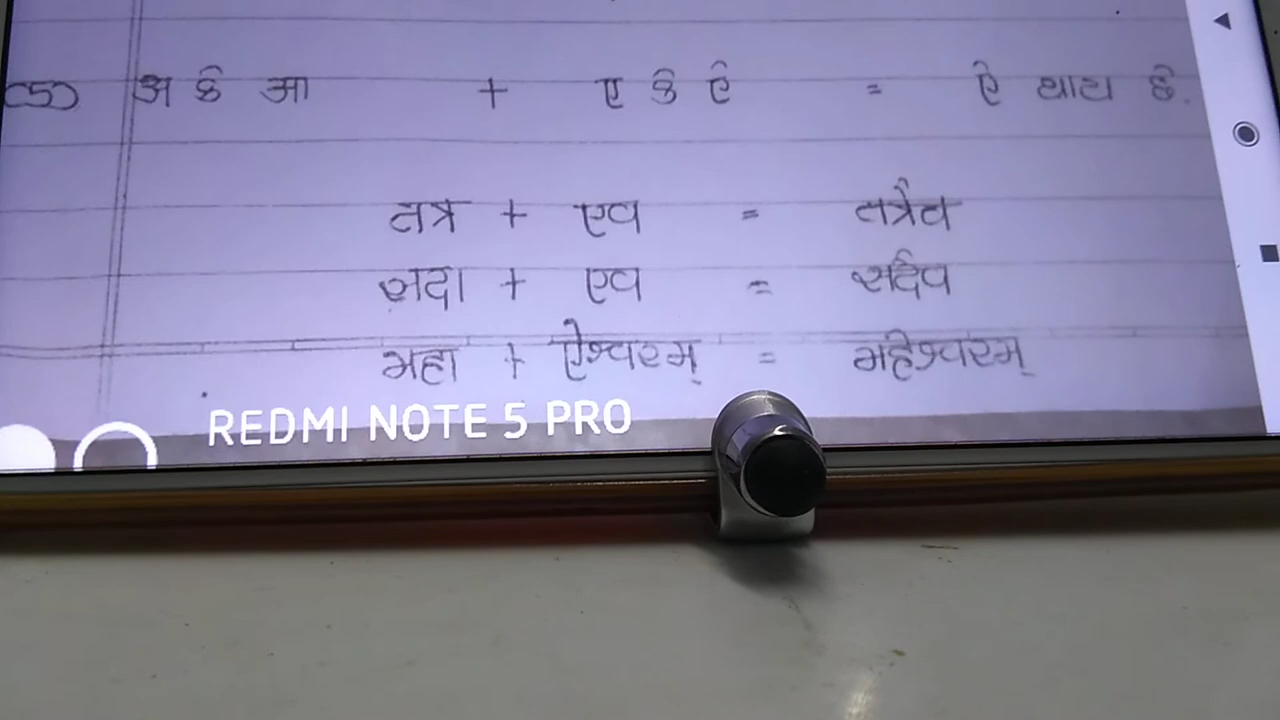 (5) अ के आ + ए के ऐ = ऐ थाय छे.
तत्र + एव = तत्रैव
सदा + एव = सदैव
महा + ऐश्वरम् = महेश्वरम्
REDMI NOTE 5 PRO